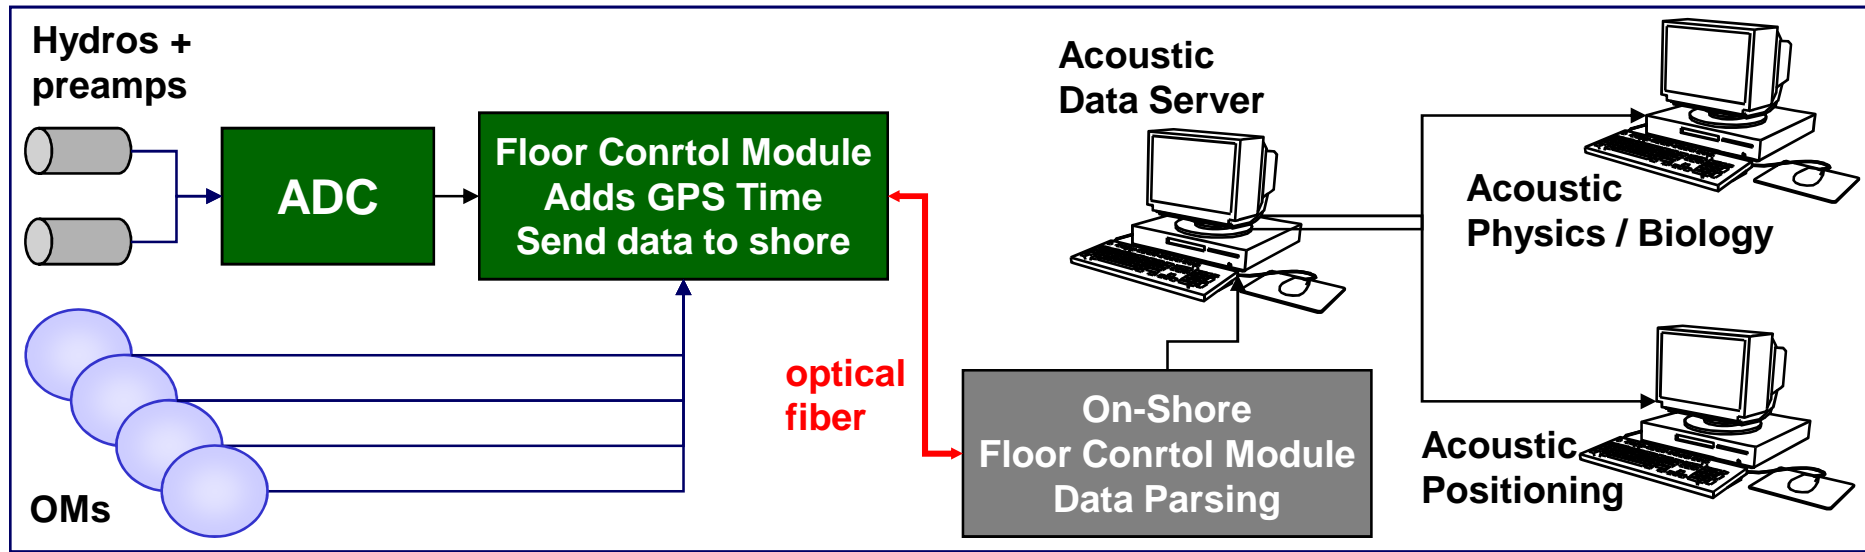 Hydros +
preamps
ADC
Floor Conrtol Module
Adds GPS Time
Send data to shore
OMs
optical
fiber
On-Shore
Floor Conrtol Module
Data Parsing
Acoustic
Data Server
Acoustic
Physics / Biology
Acoustic
Positioning